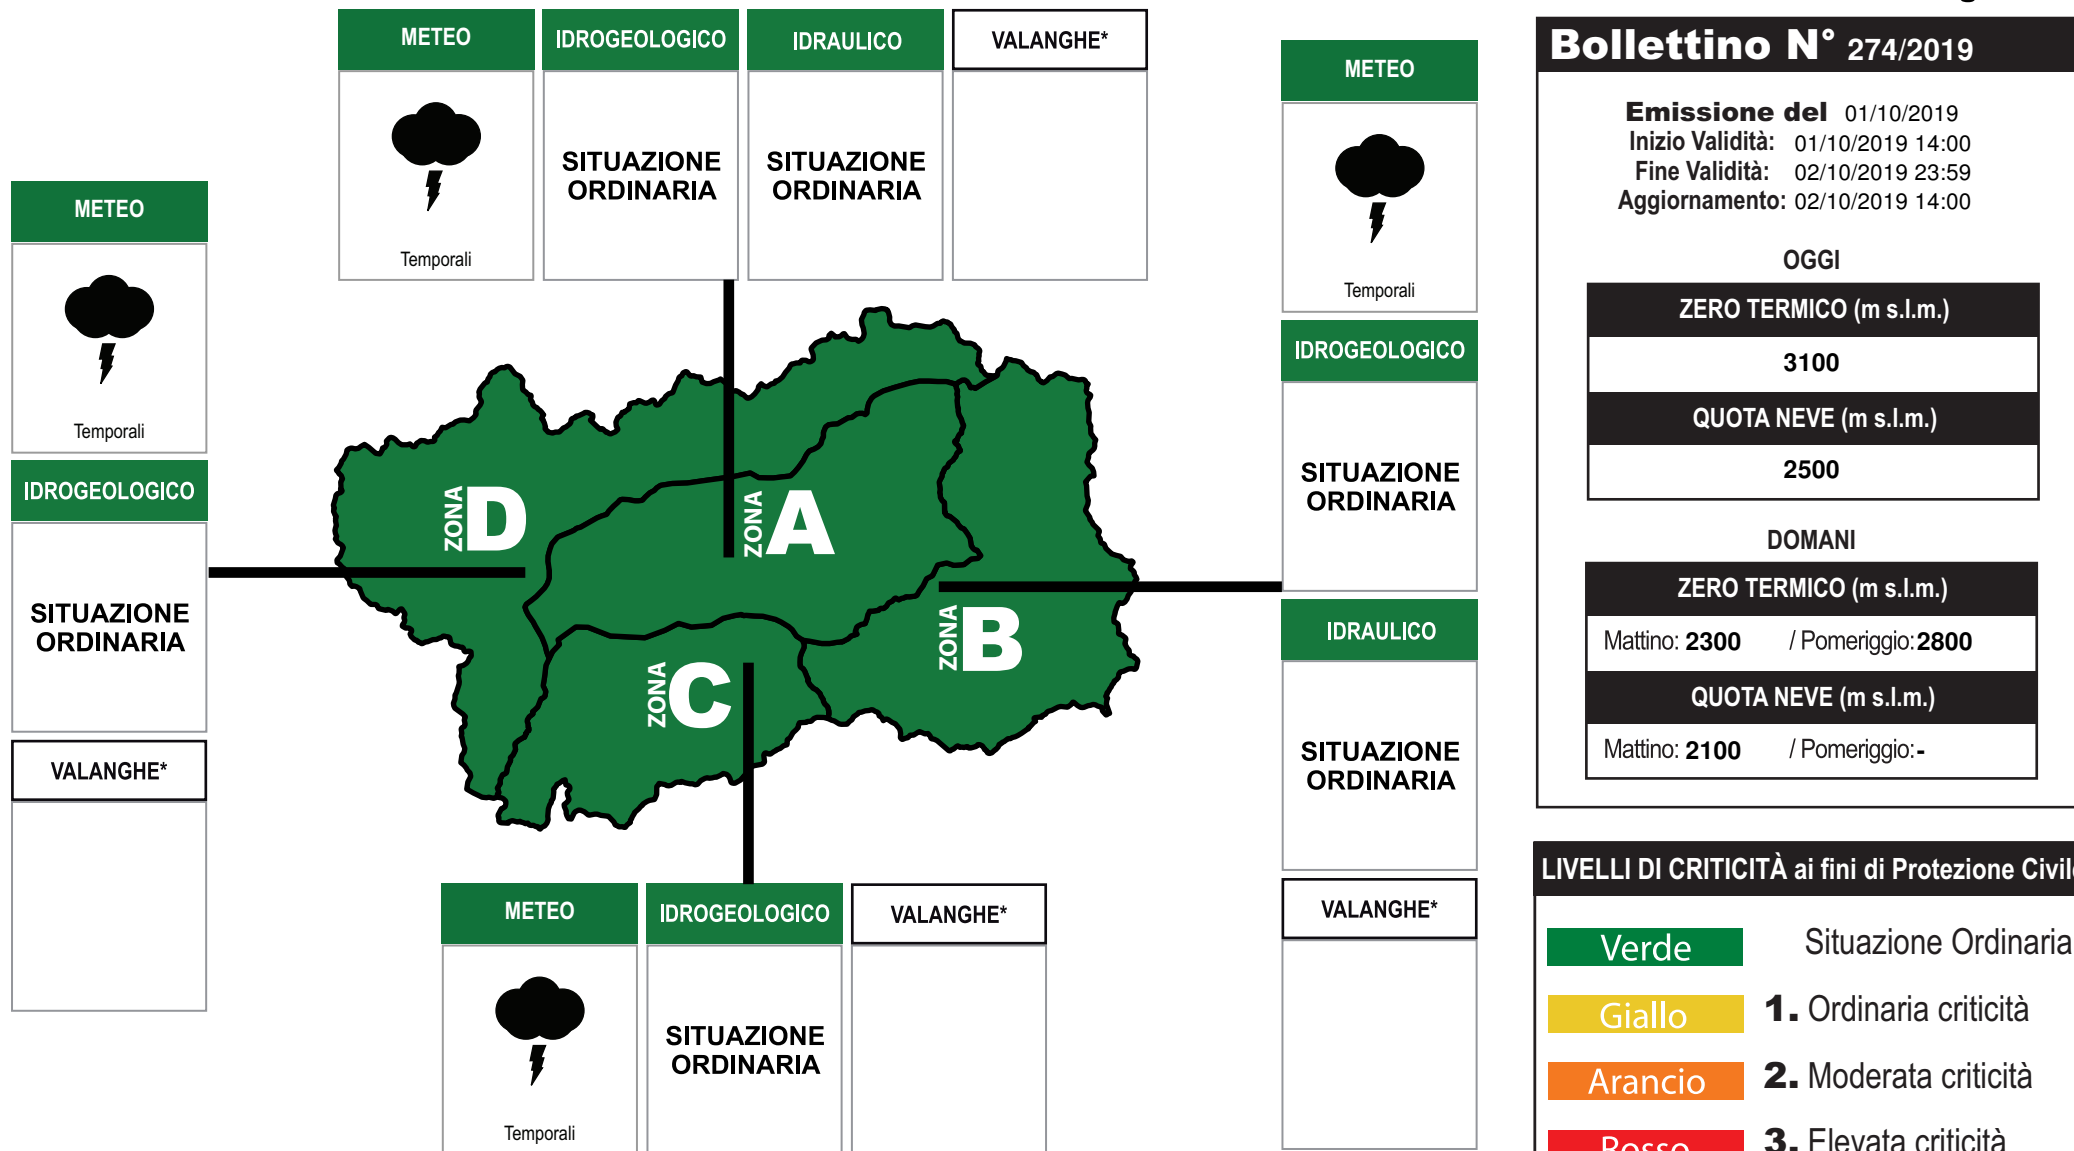 METEO
IDROGEOLOGICO
IDRAULICO
VALANGHE*
Temporali
SITUAZIONE
ORDINARIA
SITUAZIONE
ORDINARIA
METEO
Temporali
IDROGEOLOGICO
SITUAZIONE
ORDINARIA
VALANGHE*
ZONA D
ZONA A
ZONA B
ZONA C
METEO
Temporali
IDROGEOLOGICO
SITUAZIONE
ORDINARIA
IDRAULICO
SITUAZIONE
ORDINARIA
VALANGHE*
METEO
IDROGEOLOGICO
VALANGHE*
Temporali
SITUAZIONE
ORDINARIA
Bollettino N° 274/2019
Emissione del 01/10/2019
Inizio Validità: 01/10/2019 14:00
Fine Validità: 02/10/2019 23:59
Aggiornamento: 02/10/2019 14:00
OGGI
ZERO TERMICO (m s.l.m.)
3100
QUOTA NEVE (m s.l.m.)
2500
DOMANI
ZERO TERMICO (m s.l.m.)
Mattino: 2300 / Pomeriggio: 2800
QUOTA NEVE (m s.l.m.)
Mattino: 2100 / Pomeriggio: -
LIVELLI DI CRITICITÀ ai fini di Protezione Civile
Verde Situazione Ordinaria
Giallo 1. Ordinaria criticità
Arancio 2. Moderata criticità
Rosso 3. Elevata criticità